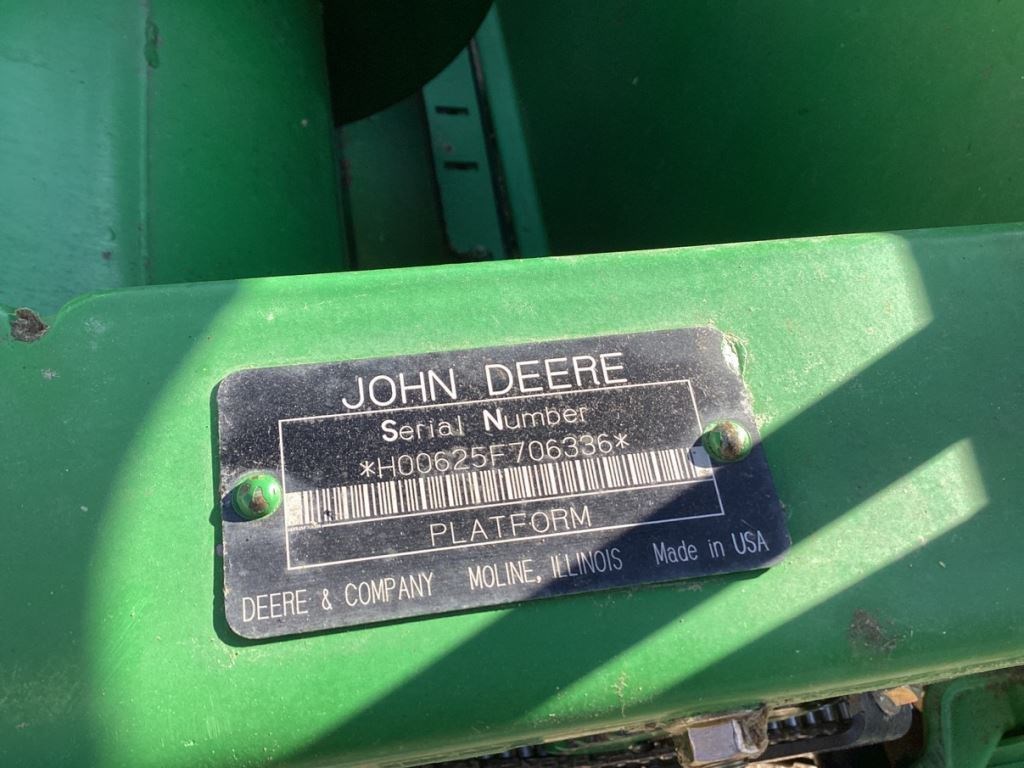 JOHN DEERE
Serial Number
*H00625F706336*
PLATFORM
DEERE & COMPANY MOLINE, ILLINOIS Made in USA